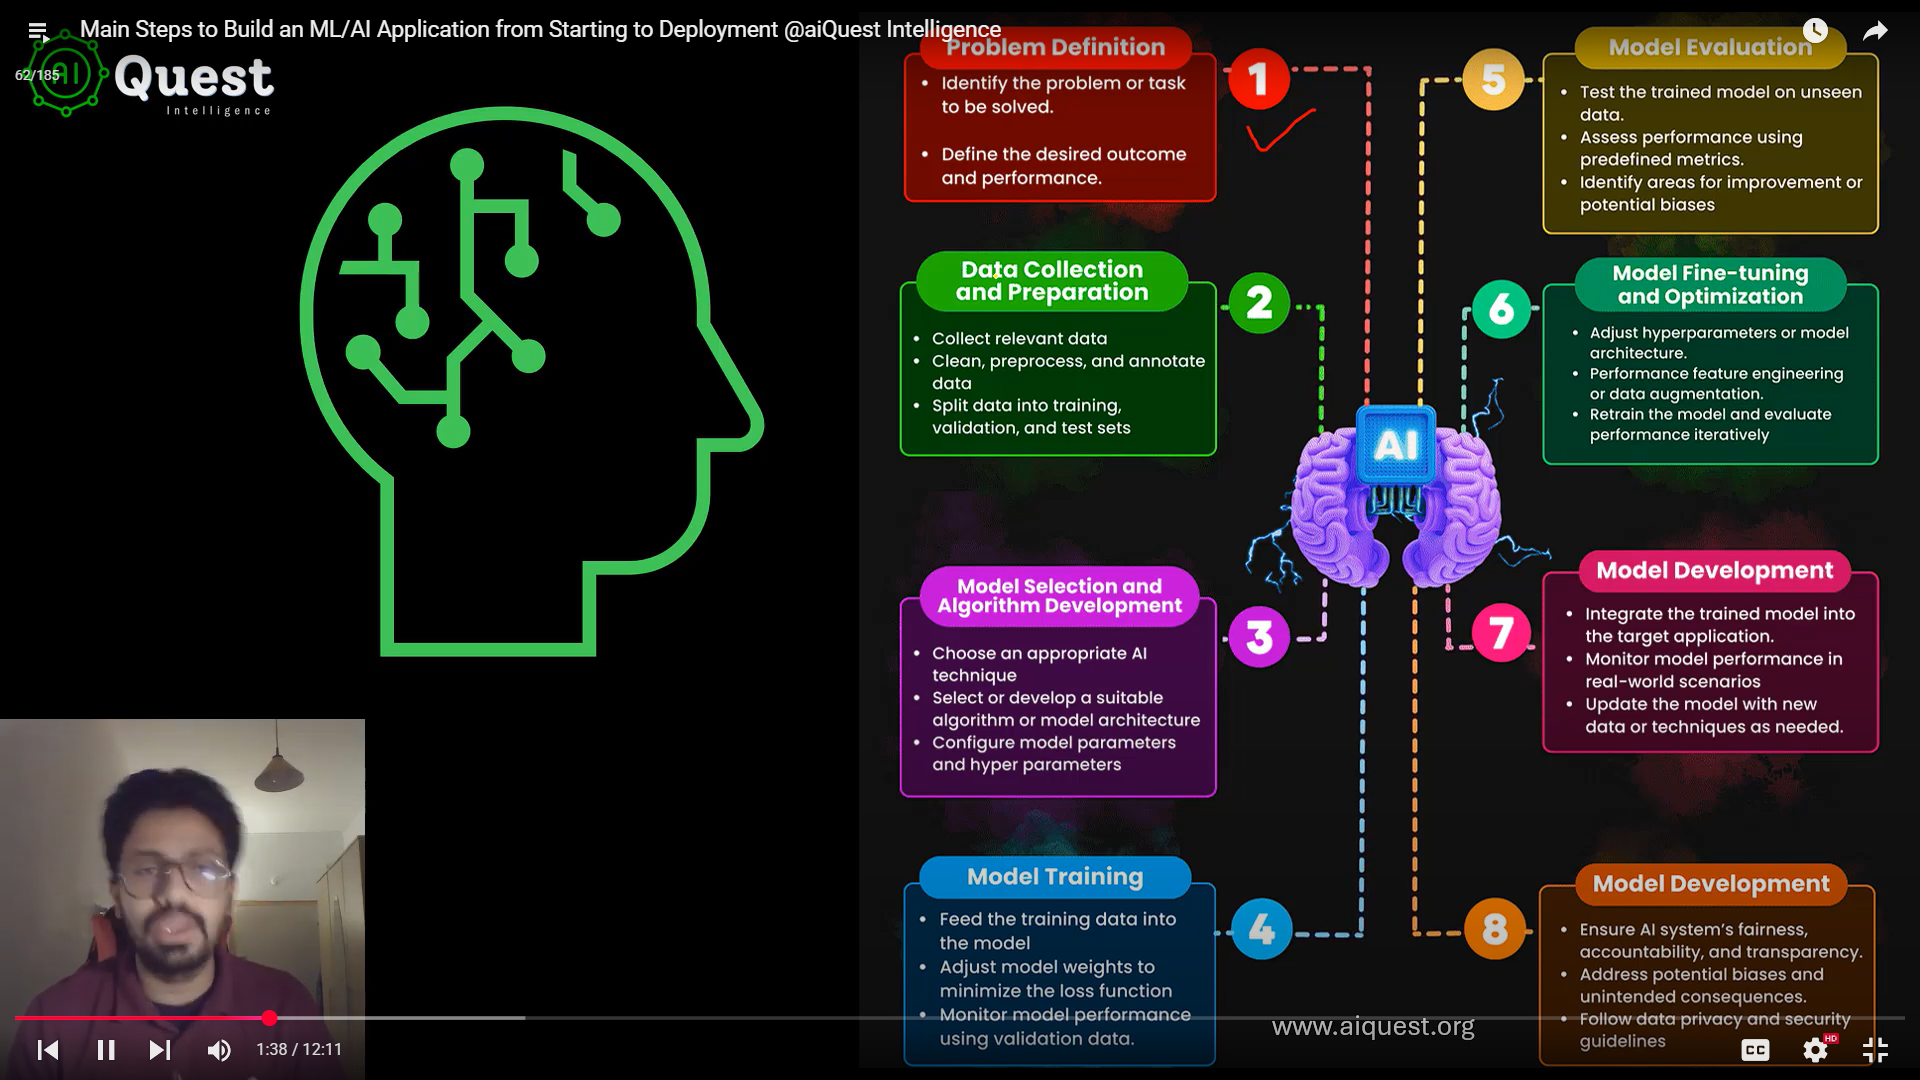 Main Steps to Build an ML/AI Application from Starting to Deployment @aiQuest Intelligence
62/185
AI Quest
Intelligence
Problem Definition
1
• Identify the problem or task
to be solved.
• Define the desired outcome
and performance.
Data Collection
and Preparation
2
• Collect relevant data
• Clean, preprocess, and annotate
data
• Split data into training,
validation, and test sets
Model Selection and
Algorithm Development
3
• Choose an appropriate AI
technique
• Select or develop a suitable
algorithm or model architecture
• Configure model parameters
and hyper parameters
Model Training
4
• Feed the training data into
the model
• Adjust model weights to
minimize the loss function
• Monitor model performance
using validation data.
AI
5
Model Evaluation
• Test the trained model on unseen
data.
• Assess performance using
predefined metrics.
• Identify areas for improvement or
potential biases
6
Model Fine-tuning
and Optimization
• Adjust hyperparameters or model
architecture.
• Performance feature engineering
or data augmentation.
• Retrain the model and evaluate
performance iteratively
7
Model Development
• Integrate the trained model into
the target application.
• Monitor model performance in
real-world scenarios
• Update the model with new
data or techniques as needed.
8
Model Development
• Ensure AI system's fairness,
accountability, and transparency.
• Address potential biases and
unintended consequences.
• Follow data privacy and security
guidelines
www.aiquest.org
1:38 / 12:11
CC
HD